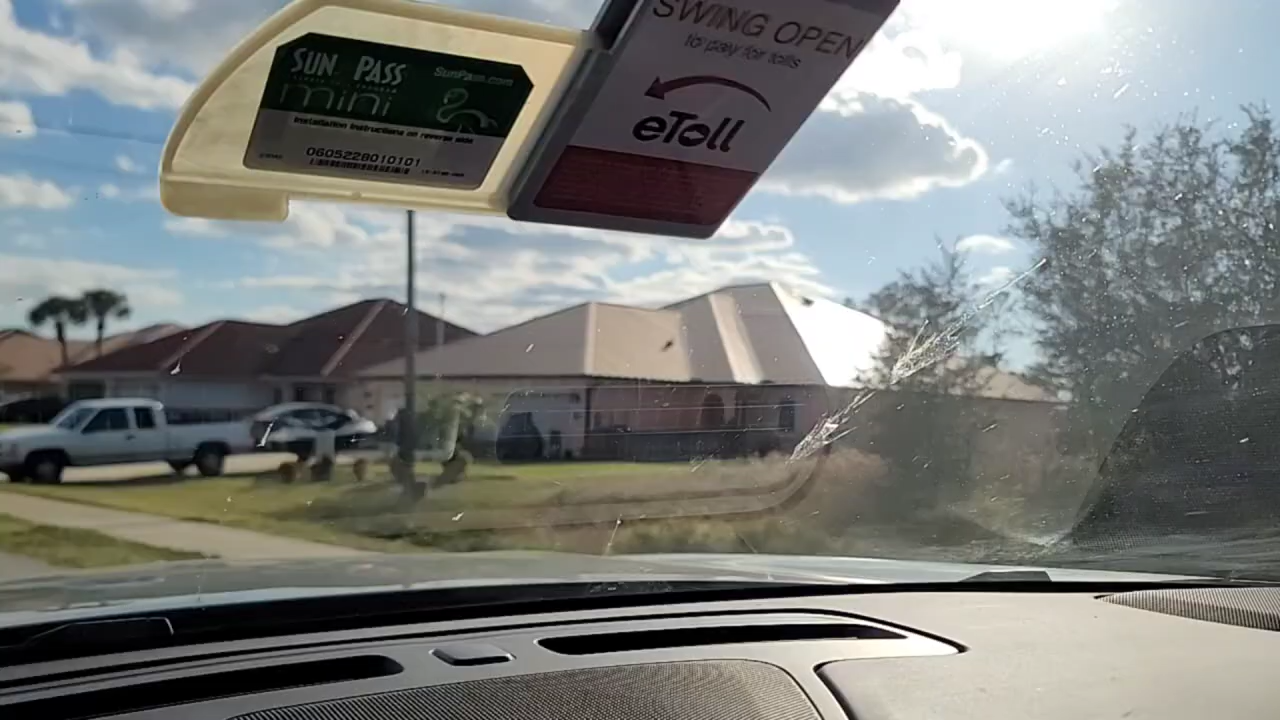 SUN PASS
SunPass.com
mini
Installation instructions on reverse side
0605228010101
SWING OPEN
to pay for tolls
eToll